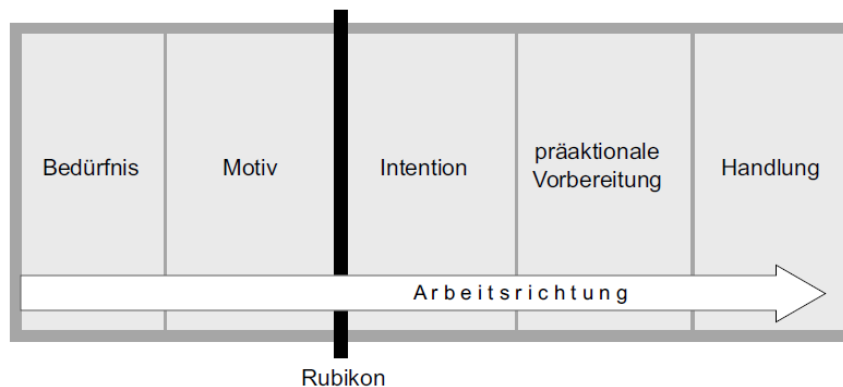 Bedürfnis
Motiv
Intention
präaktionale
Vorbereitung
Handlung
Arbeitsrichtung
Rubikon